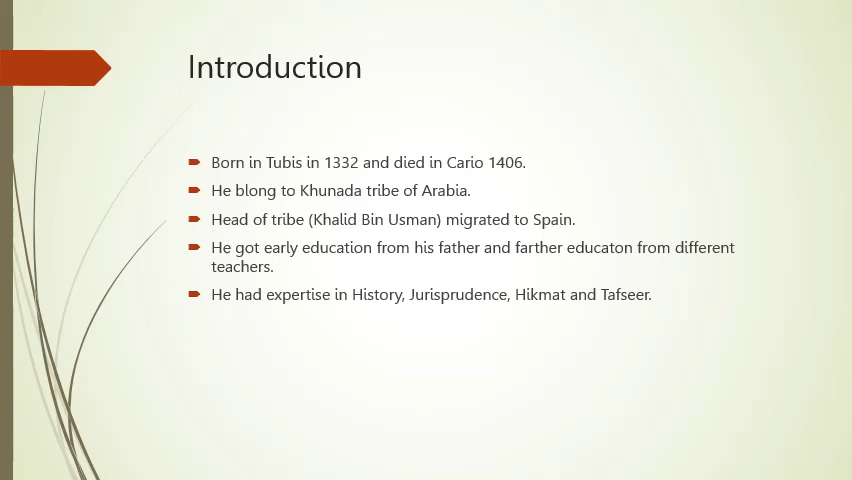 Introduction
Born in Tubis in 1332 and died in Cario 1406.
He blong to Khunada tribe of Arabia.
Head of tribe (Khalid Bin Usman) migrated to Spain.
He got early education from his father and farther educaton from different
teachers.
He had expertise in History, Jurisprudence, Hikmat and Tafseer.